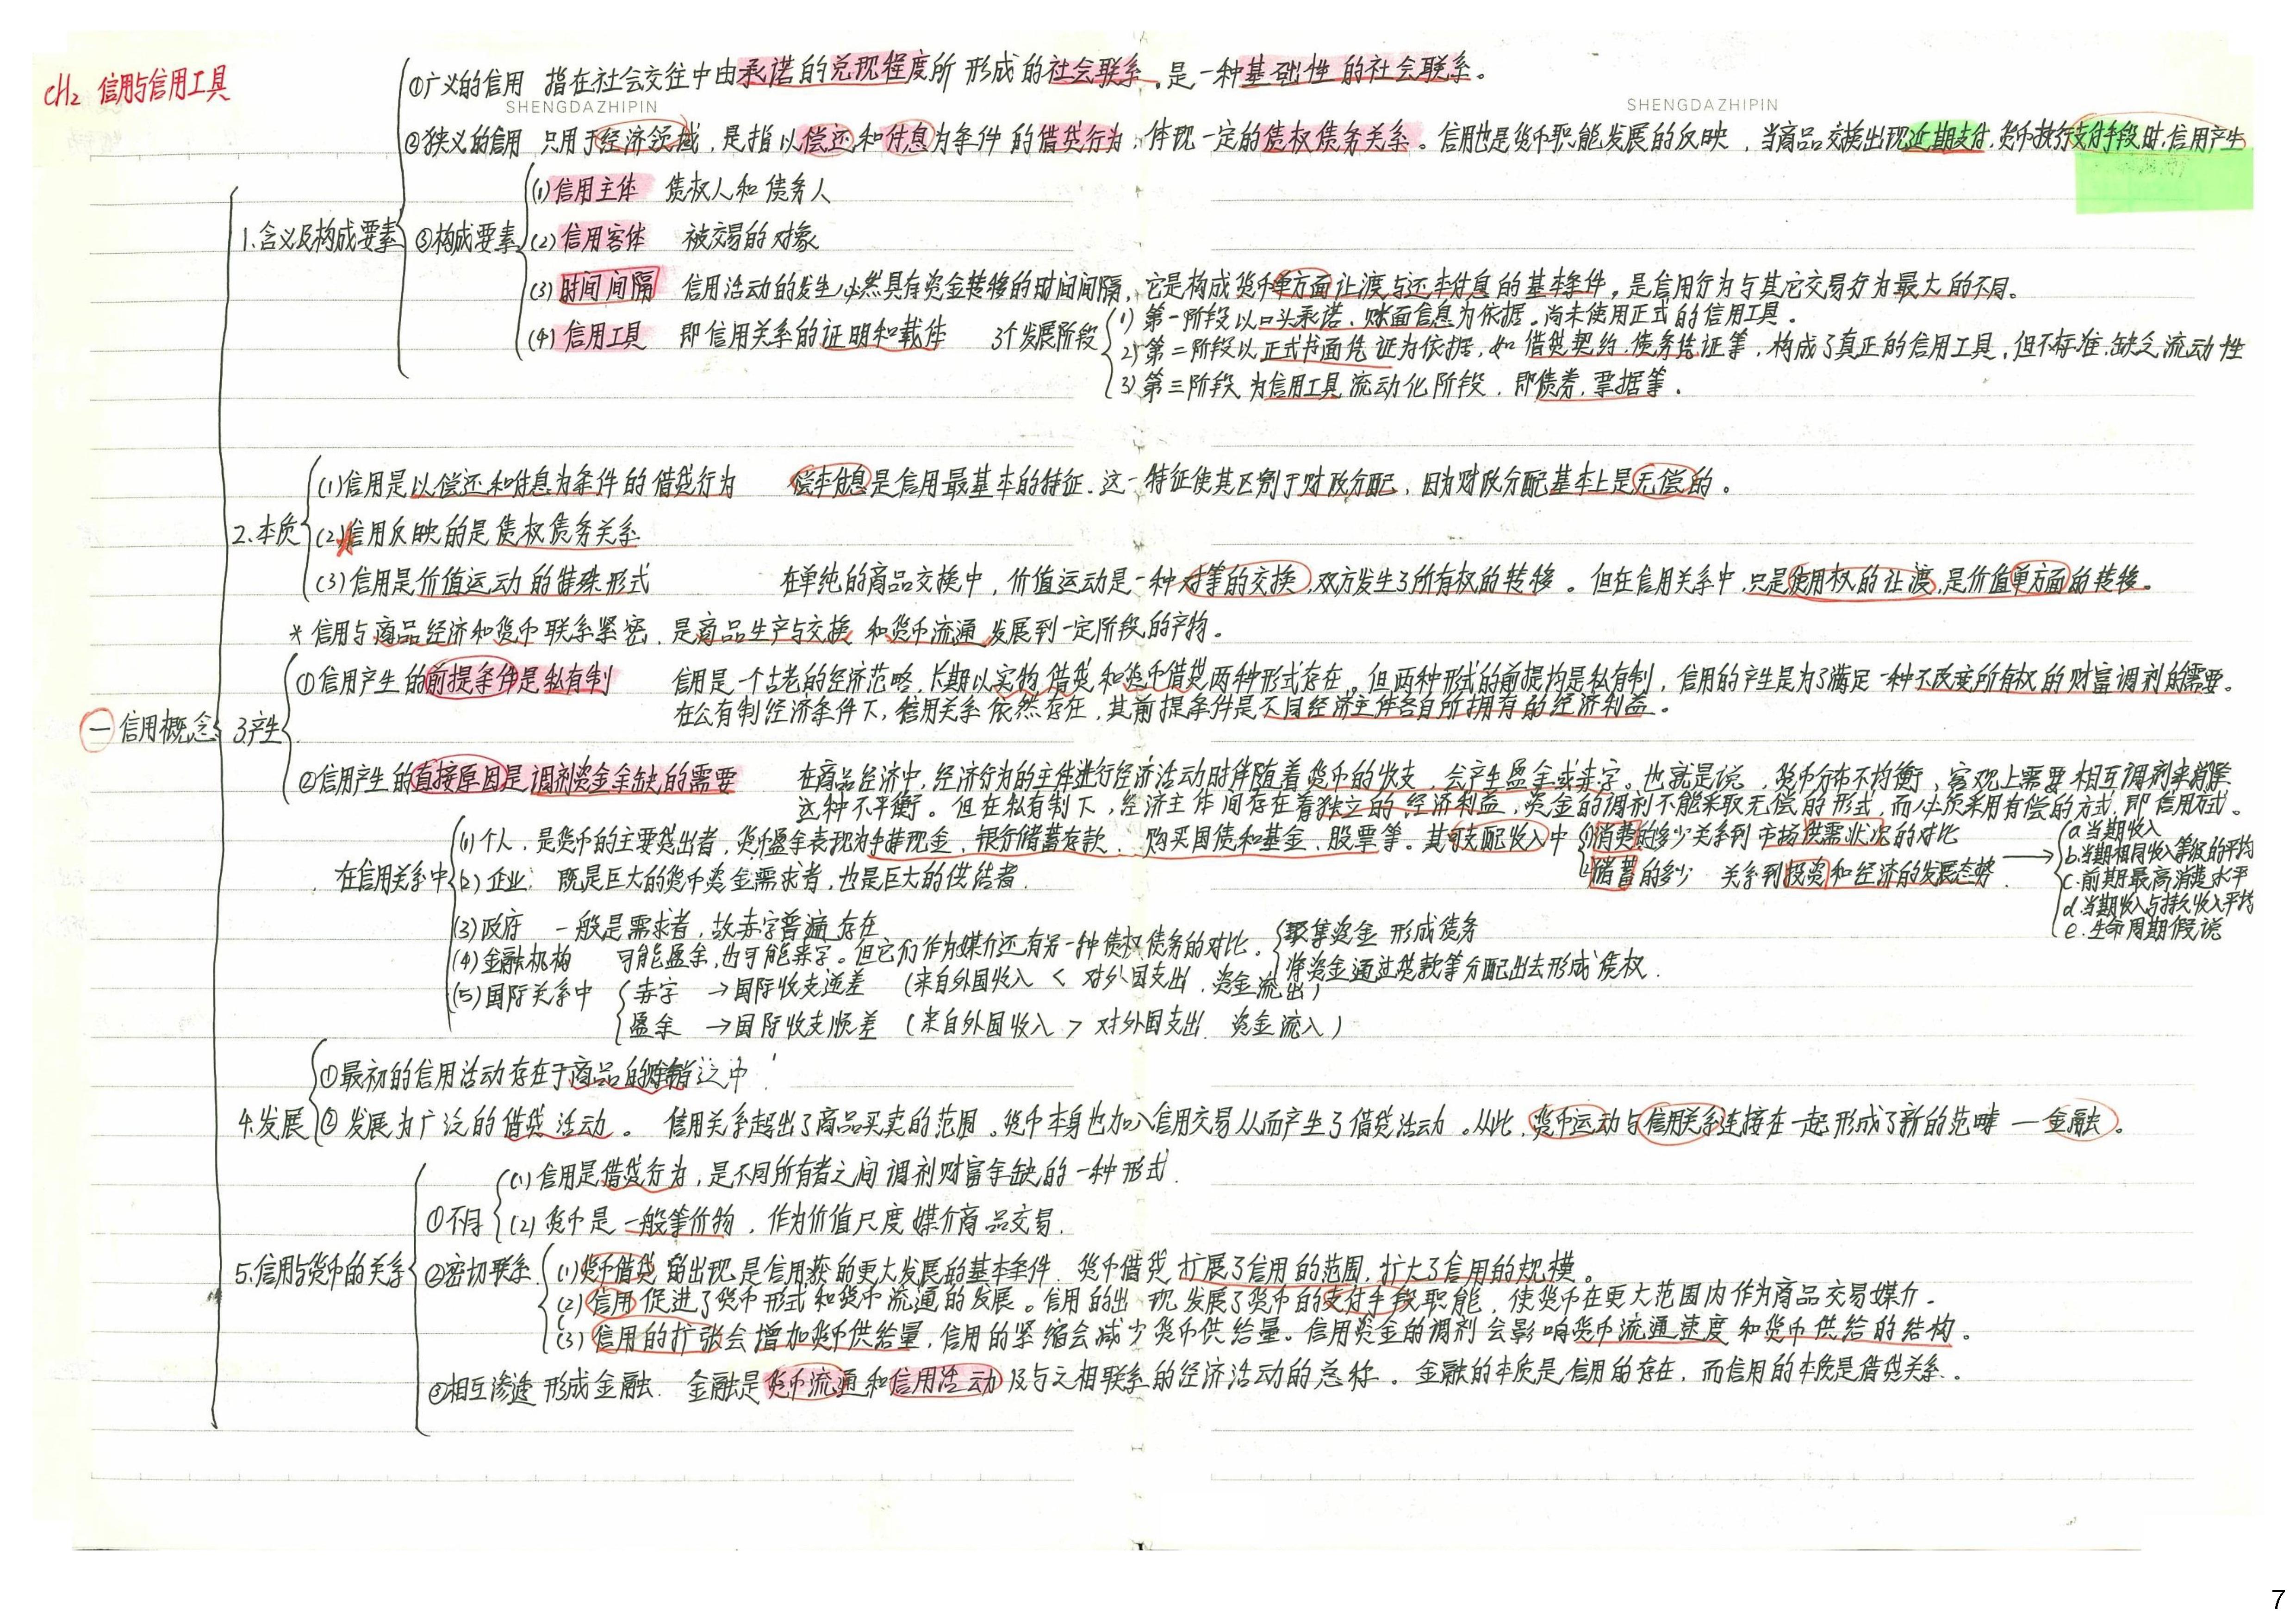 CH2 信用与信用工具
①广义的信用 指在社会交往中由承诺的兑现程度所形成的社会联系。是一种基础性的社会联系。
SHENGDAZHIPIN SHENGDAZHIPIN
②狭义的信用 只用于经济领域，是指以偿还和付息为条件的借贷行为，体现一定的债权债务关系。信用也是货币职能发展的反映，当商品交换出现延期支付，货币执行支付手段时，信用产生
1.含义及构成要素
③构成要素
(1)信用主体 债权人和债务人
(2)信用客体 被交易的对象
(3)时间间隔 信用活动的发生必然具有资金转移的时间间隔，它是构成货币单方面让渡与还本付息的基本条件，是信用行为与其它交易行为最大的不同。
(4)信用工具 即信用关系的证明和载体 3个发展阶段
1)第一阶段以口头承诺、账面信息为依据。尚未使用正式的信用工具。
2)第二阶段以正式书面凭证为依据，如借贷契约、债务凭证等，构成了真正的信用工具，但不标准，缺乏流动性
3)第三阶段为信用工具流动化阶段，即债券，票据等。
2.本质
(1)信用是以偿还和付息为条件的借贷行为 偿本付息是信用最基本的特征．这一特征使其区别于财政分配，因为财政分配基本上是无偿的。
(2)信用反映的是债权债务关系
(3)信用是价值运动的特殊形式 在单纯的商品交换中，价值运动是一种对等的交换，双方发生了所有权的转移。但在信用关系中，只是使用权的让渡，是价值单方面的转移。
*信用与商品经济和货币联系紧密，是商品生产与交换和货币流通发展到一定阶段的产物。
一 信用概念
3.产生
①信用产生的前提条件是私有制 信用是一个古老的经济范畴，长期以实物借贷和货币借贷两种形式存在。但两种形式的前提均是私有制，信用的产生是为了满足一种不改变所有权的财富调剂的需要。
在公有制经济条件下，信用关系依然存在，其前提条件是不同经济主体各自所拥有的经济利益。
②信用产生的直接原因是调剂资金余缺的需要 在商品经济中，经济行为的主体进行经济活动时伴随着货币的收支，会产生盈余或赤字。也就是说，货币分布不均衡，客观上需要相互调剂来消除
这种不平衡。但在私有制下，经济主体间存在着独立的经济利益，资金的调剂不能采取无偿的形式，而必须采用有偿的方式，即信用方式。
在信用关系中
(1)个人，是货币的主要贷出者，货币盈余表现为手持现金、银行储蓄存款、购买国债和基金、股票等。其可支配收入中
消费的多少关系到市场供需状况的对比
储蓄的多少 关系到投资和经济的发展态势
→
a.当期收入
b.当期相同收入等级的平均
c.前期最高消费水平
d.当期收入与持久收入平均
e.生命周期假说
(2)企业 既是巨大的货币资金需求者，也是巨大的供给者．
(3)政府 一般是需求者，故赤字普遍存在
(4)金融机构 可能盈余，也可能赤字。但它们作为媒介还有另一种债权债务的对比．
聚集资金 形成债务
将资金通过贷款等分配出去形成债权．
(5)国际关系中
赤字 →国际收支逆差 （来自外国收入 < 对外国支出，资金流出）
盈余 →国际收支顺差 （来自外国收入 > 对外国支出．资金流入）
4.发展
①最初的信用活动存在于商品的赊销之中
②发展为广泛的借贷活动。 信用关系超出了商品买卖的范围。货币本身也加入信用交易从而产生了借贷活动。从此，货币运动与信用关系连接在一起形成了新的范畴—金融。
5.信用与货币的关系
①不同
(1)信用是借贷行为，是不同所有者之间调剂财富余缺的一种形式．
(2)货币是一般等价物，作为价值尺度媒介商品交易．
②密切联系
(1)货币借贷的出现是信用获的更大发展的基本条件．货币借贷扩展了信用的范围，扩大了信用的规模。
(2)信用促进了货币形式和货币流通的发展。信用的出现发展了货币的支付手段职能，使货币在更大范围内作为商品交易媒介．
(3)信用的扩张会增加货币供给量，信用的紧缩会减少货币供给量。信用资金的调剂会影响货币流通速度和货币供给的结构。
③相互渗透 形成金融． 金融是货币流通和信用活动以及与之相联系的经济活动的总称。金融的本质是信用的存在，而信用的本质是借贷关系．
7